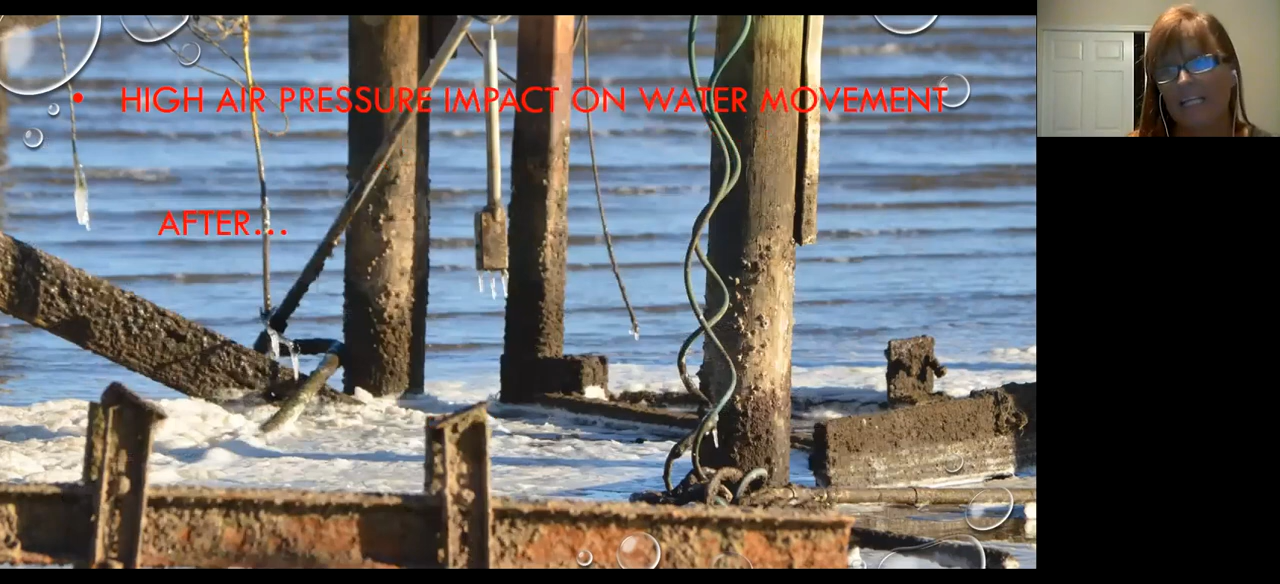 • HIGH AIR PRESSURE IMPACT ON WATER MOVEMENT
AFTER...